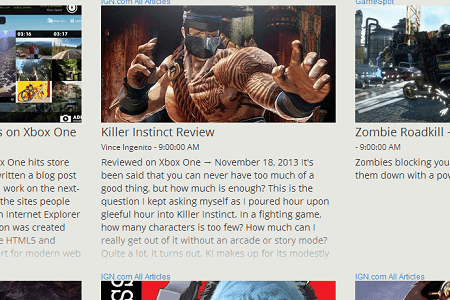 IGN.com All Articles
GameSpot
03:16
03:17
s on Xbox One
Killer Instinct Review
Zombie Roadkill -
Vince Ingenito - 9:00:00 AM
- 9:00:00 AM
x One hits store
written a blog post
work on the next-
the sites people
n Internet Explorer
on was created
e HTML5 and
ort for modern web
Reviewed on Xbox One — November 18, 2013 It's
been said that you can never have too much of a
good thing, but how much is enough? This is the
question I kept asking myself as I poured hour upon
gleeful hour into Killer Instinct. In a fighting game,
how many characters is too few? How much can I
really get out of it without an arcade or story mode?
Quite a lot, it turns out. KI makes up for its modestly
Zombies blocking you
them down with a pow
IGN.com All Articles
IGN.com All Articles